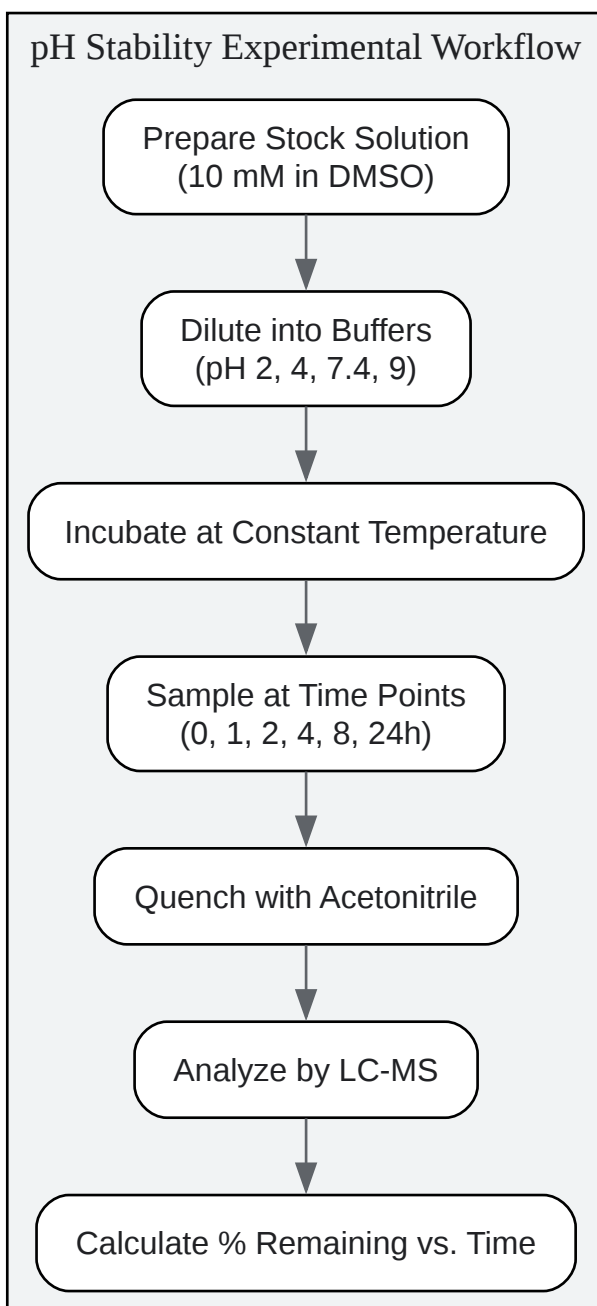 pH Stability Experimental Workflow
Prepare Stock Solution
(10 mM in DMSO)
Dilute into Buffers
(pH 2, 4, 7.4, 9)
Incubate at Constant Temperature
Sample at Time Points
(0, 1, 2, 4, 8, 24h)
Quench with Acetonitrile
Analyze by LC-MS
Calculate % Remaining vs. Time